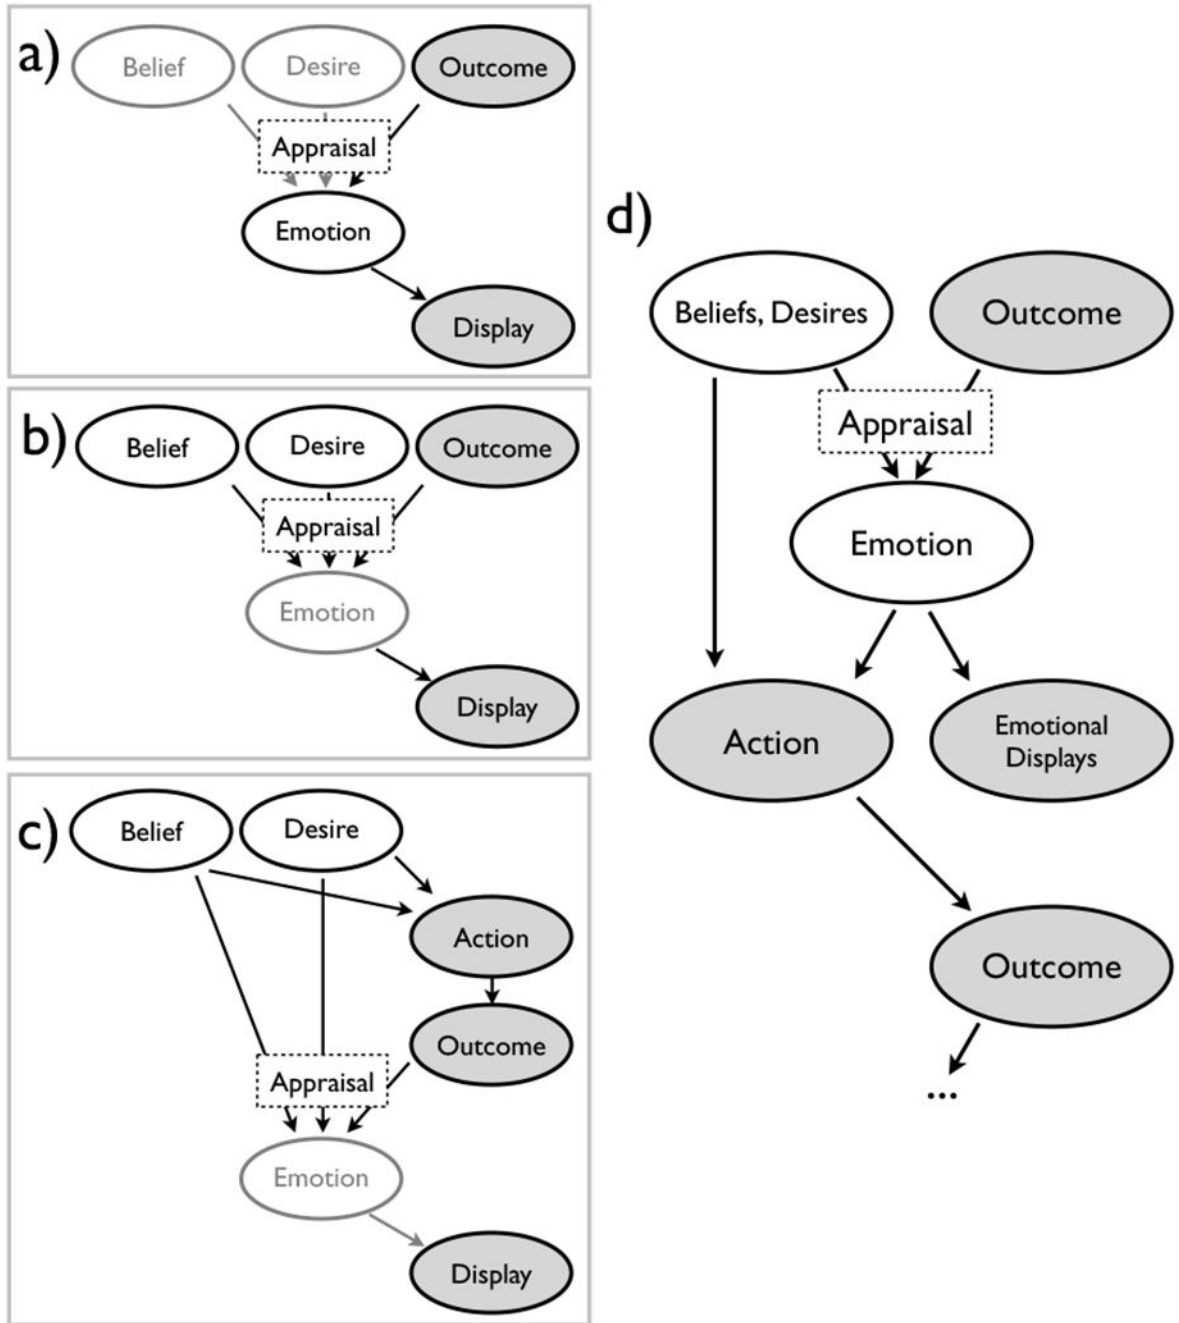 a)
Belief
Desire
Outcome
Appraisal
Emotion
Display
b)
Belief
Desire
Outcome
Appraisal
Emotion
Display
c)
Belief
Desire
Action
Outcome
Appraisal
Emotion
Display
d)
Beliefs, Desires
Outcome
Appraisal
Emotion
Action
Emotional
Displays
Outcome
...